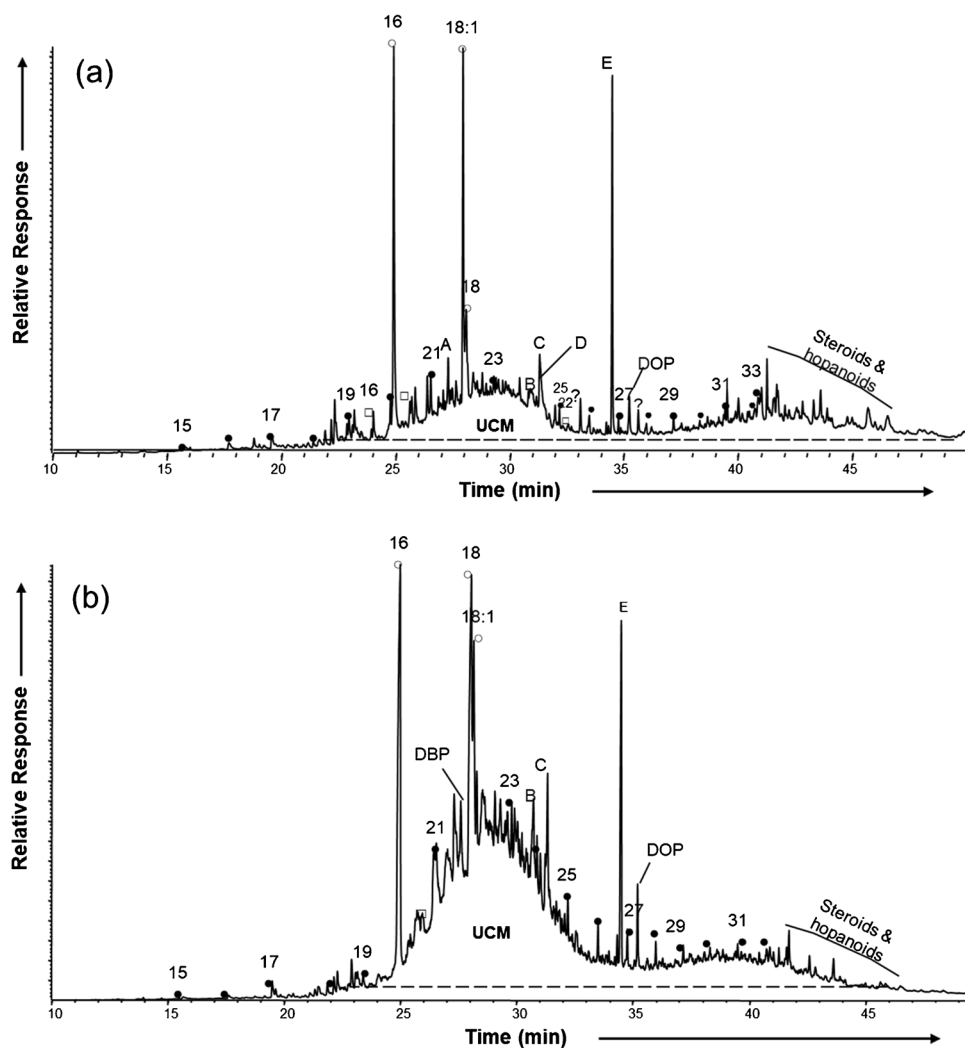 16
18:1
(a)
E
18
21 A 23 C D
19 16
B 25 22 ?
27 DOP ? 29 31 33
Steroids &
hopanoids
15 17
UCM
Relative Response
10 15 20 25 30 35 40 45
Time (min)
16 18
(b)
18:1
E
DBP 23 C
B
21
DOP
25
27 29 31
Steroids &
hopanoids
15 17 19
UCM
Relative Response
10 15 20 25 30 35 40 45
Time (min)